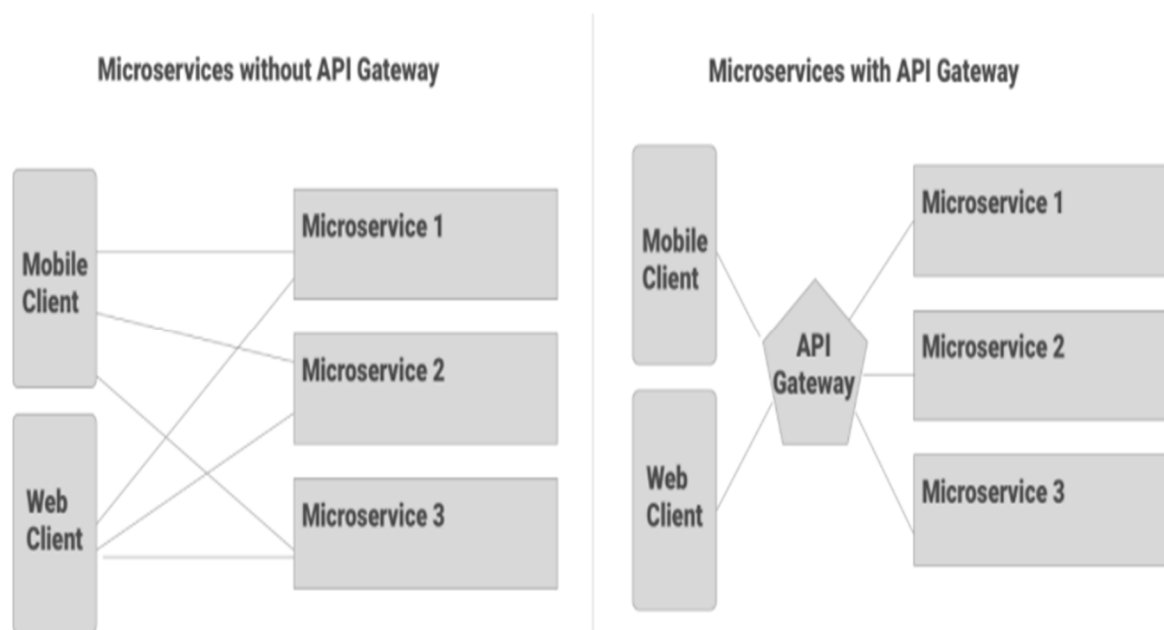 Microservices without API Gateway
Mobile
Client
Web
Client
Microservice 1
Microservice 2
Microservice 3
Microservices with API Gateway
Mobile
Client
Web
Client
API
Gateway
Microservice 1
Microservice 2
Microservice 3